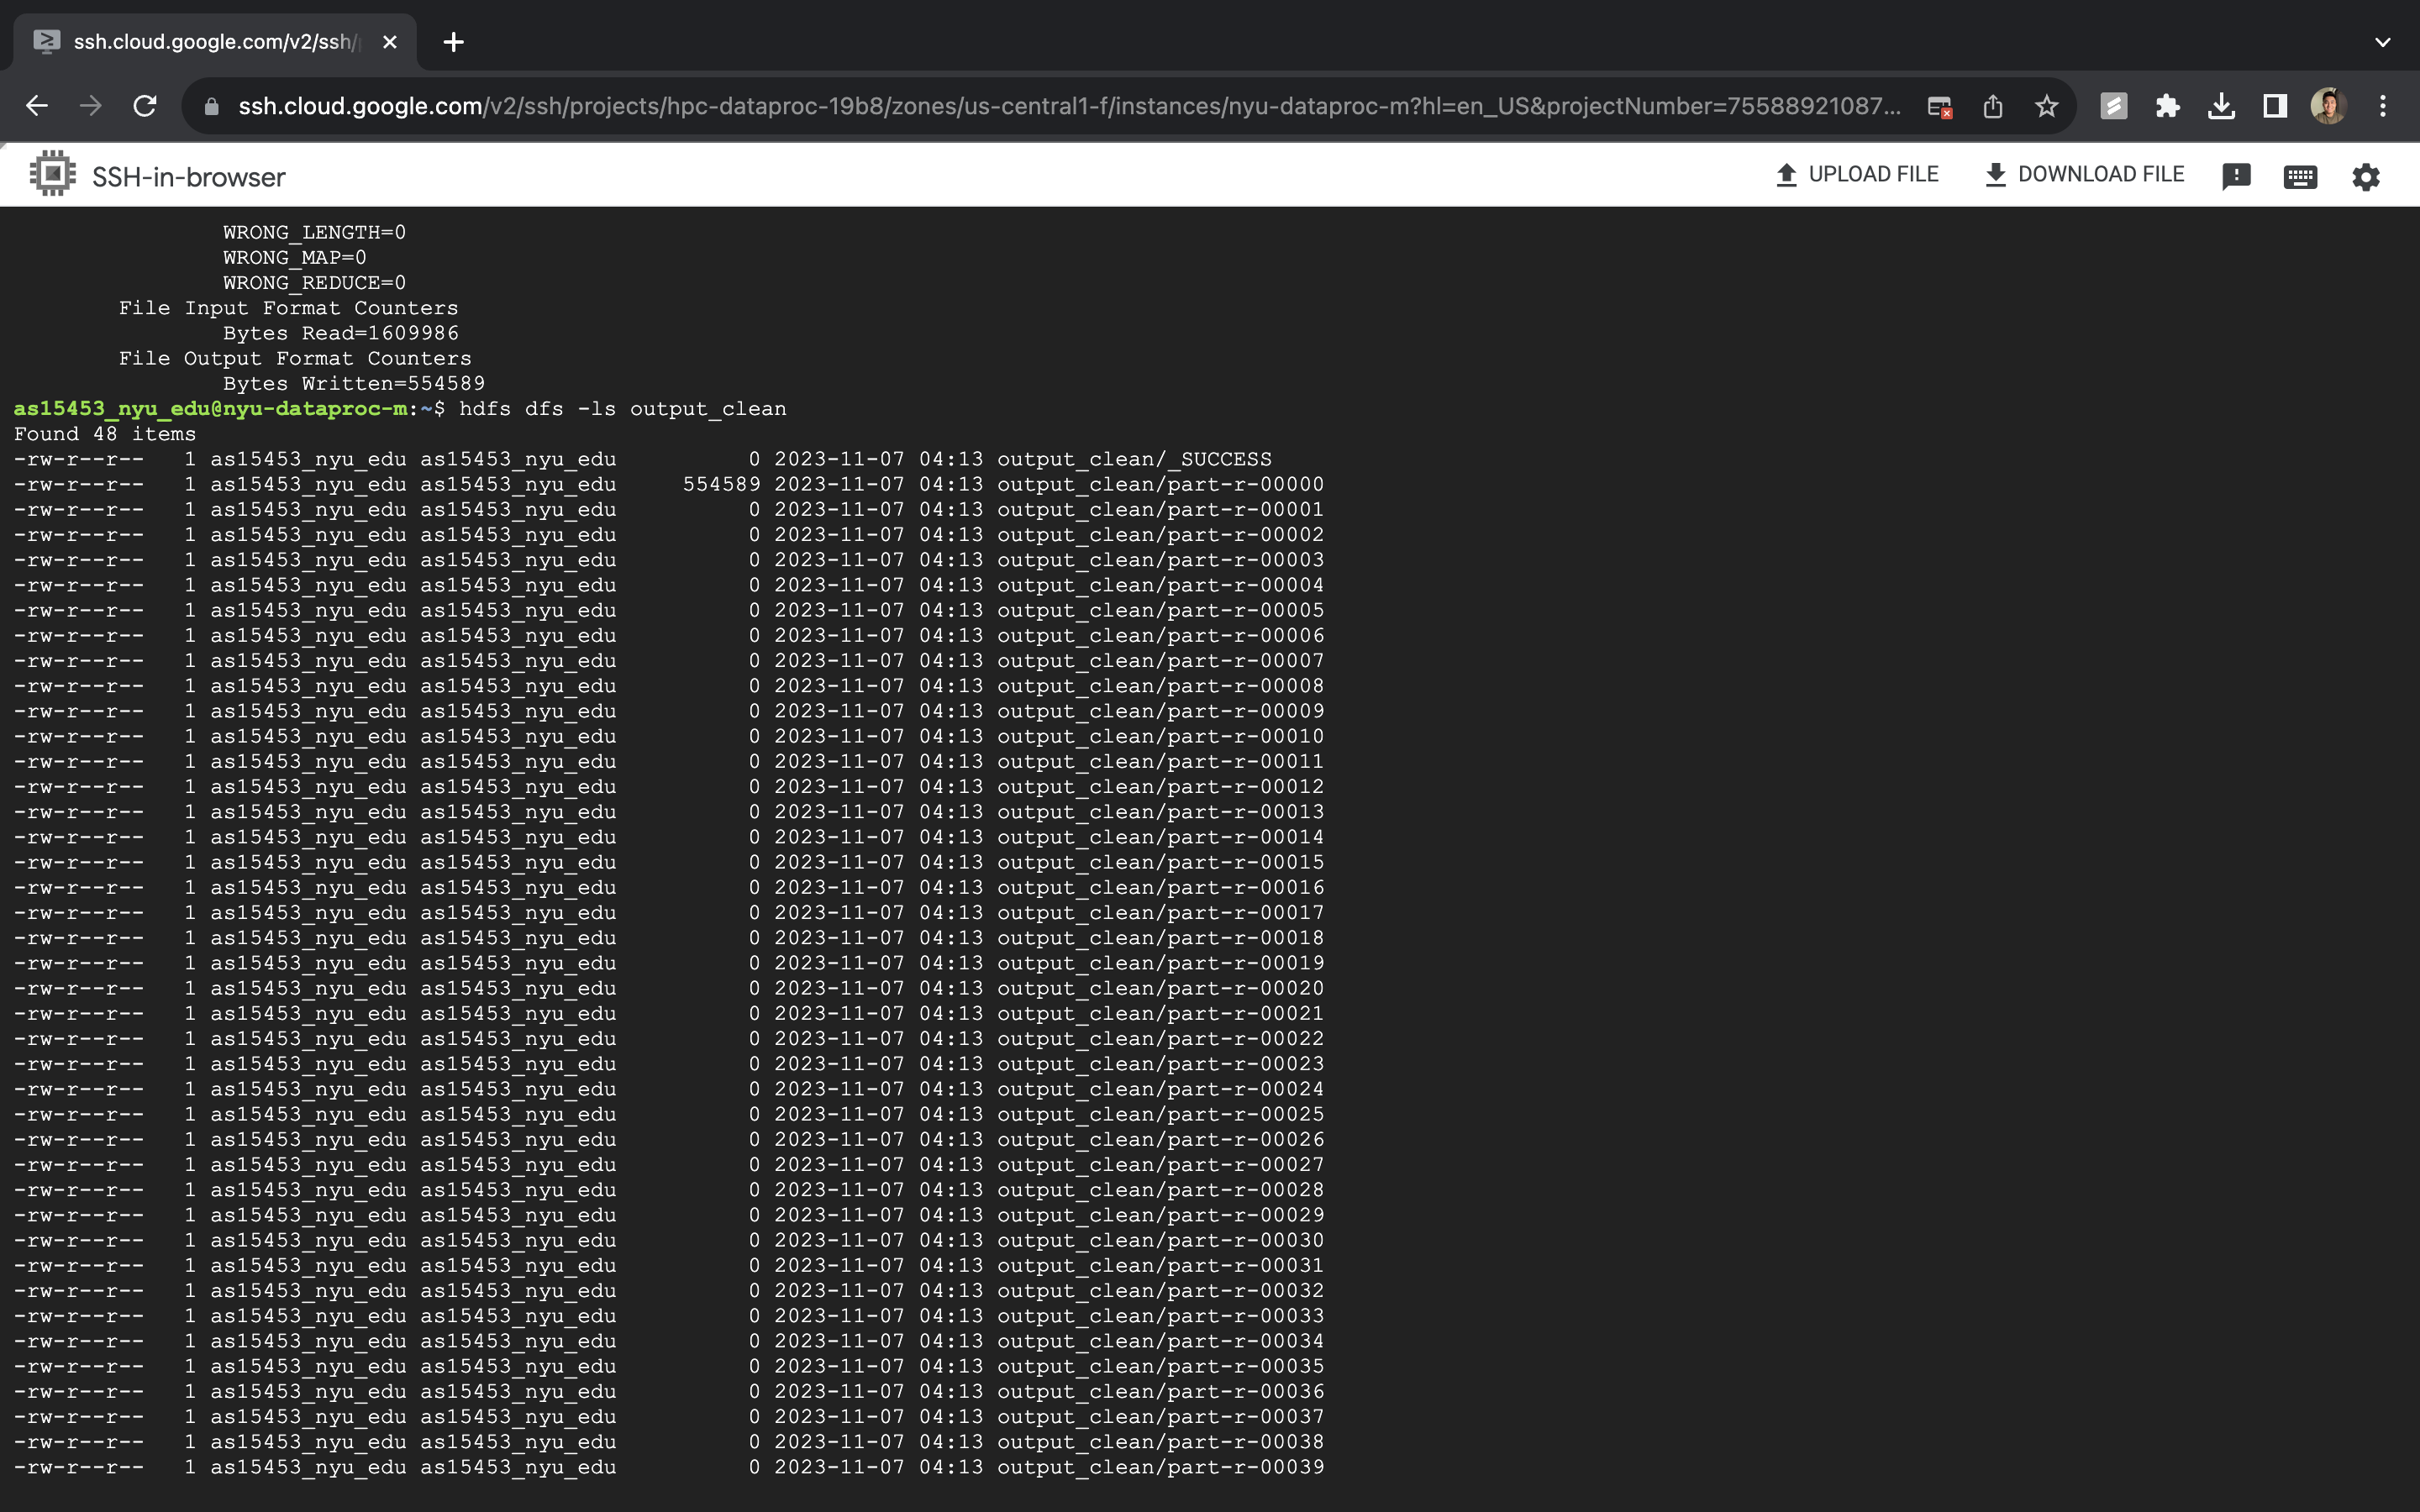 ssh.cloud.google.com/v2/ssh/
ssh.cloud.google.com/v2/ssh/projects/hpc-dataproc-19b8/zones/us-central1-f/instances/nyu-dataproc-m?hl=en_US&projectNumber=75588921087...
SSH-in-browser
UPLOAD FILE
DOWNLOAD FILE
WRONG_LENGTH=0
WRONG_MAP=0
WRONG_REDUCE=0
File Input Format Counters
Bytes Read=1609986
File Output Format Counters
Bytes Written=554589
as15453_nyu_edu@nyu-dataproc-m:~$ hdfs dfs -ls output_clean
Found 48 items
-rw-r--r-- 1 as15453_nyu_edu as15453_nyu_edu 0 2023-11-07 04:13 output_clean/_SUCCESS
-rw-r--r-- 1 as15453_nyu_edu as15453_nyu_edu 554589 2023-11-07 04:13 output_clean/part-r-00000
-rw-r--r-- 1 as15453_nyu_edu as15453_nyu_edu 0 2023-11-07 04:13 output_clean/part-r-00001
-rw-r--r-- 1 as15453_nyu_edu as15453_nyu_edu 0 2023-11-07 04:13 output_clean/part-r-00002
-rw-r--r-- 1 as15453_nyu_edu as15453_nyu_edu 0 2023-11-07 04:13 output_clean/part-r-00003
-rw-r--r-- 1 as15453_nyu_edu as15453_nyu_edu 0 2023-11-07 04:13 output_clean/part-r-00004
-rw-r--r-- 1 as15453_nyu_edu as15453_nyu_edu 0 2023-11-07 04:13 output_clean/part-r-00005
-rw-r--r-- 1 as15453_nyu_edu as15453_nyu_edu 0 2023-11-07 04:13 output_clean/part-r-00006
-rw-r--r-- 1 as15453_nyu_edu as15453_nyu_edu 0 2023-11-07 04:13 output_clean/part-r-00007
-rw-r--r-- 1 as15453_nyu_edu as15453_nyu_edu 0 2023-11-07 04:13 output_clean/part-r-00008
-rw-r--r-- 1 as15453_nyu_edu as15453_nyu_edu 0 2023-11-07 04:13 output_clean/part-r-00009
-rw-r--r-- 1 as15453_nyu_edu as15453_nyu_edu 0 2023-11-07 04:13 output_clean/part-r-00010
-rw-r--r-- 1 as15453_nyu_edu as15453_nyu_edu 0 2023-11-07 04:13 output_clean/part-r-00011
-rw-r--r-- 1 as15453_nyu_edu as15453_nyu_edu 0 2023-11-07 04:13 output_clean/part-r-00012
-rw-r--r-- 1 as15453_nyu_edu as15453_nyu_edu 0 2023-11-07 04:13 output_clean/part-r-00013
-rw-r--r-- 1 as15453_nyu_edu as15453_nyu_edu 0 2023-11-07 04:13 output_clean/part-r-00014
-rw-r--r-- 1 as15453_nyu_edu as15453_nyu_edu 0 2023-11-07 04:13 output_clean/part-r-00015
-rw-r--r-- 1 as15453_nyu_edu as15453_nyu_edu 0 2023-11-07 04:13 output_clean/part-r-00016
-rw-r--r-- 1 as15453_nyu_edu as15453_nyu_edu 0 2023-11-07 04:13 output_clean/part-r-00017
-rw-r--r-- 1 as15453_nyu_edu as15453_nyu_edu 0 2023-11-07 04:13 output_clean/part-r-00018
-rw-r--r-- 1 as15453_nyu_edu as15453_nyu_edu 0 2023-11-07 04:13 output_clean/part-r-00019
-rw-r--r-- 1 as15453_nyu_edu as15453_nyu_edu 0 2023-11-07 04:13 output_clean/part-r-00020
-rw-r--r-- 1 as15453_nyu_edu as15453_nyu_edu 0 2023-11-07 04:13 output_clean/part-r-00021
-rw-r--r-- 1 as15453_nyu_edu as15453_nyu_edu 0 2023-11-07 04:13 output_clean/part-r-00022
-rw-r--r-- 1 as15453_nyu_edu as15453_nyu_edu 0 2023-11-07 04:13 output_clean/part-r-00023
-rw-r--r-- 1 as15453_nyu_edu as15453_nyu_edu 0 2023-11-07 04:13 output_clean/part-r-00024
-rw-r--r-- 1 as15453_nyu_edu as15453_nyu_edu 0 2023-11-07 04:13 output_clean/part-r-00025
-rw-r--r-- 1 as15453_nyu_edu as15453_nyu_edu 0 2023-11-07 04:13 output_clean/part-r-00026
-rw-r--r-- 1 as15453_nyu_edu as15453_nyu_edu 0 2023-11-07 04:13 output_clean/part-r-00027
-rw-r--r-- 1 as15453_nyu_edu as15453_nyu_edu 0 2023-11-07 04:13 output_clean/part-r-00028
-rw-r--r-- 1 as15453_nyu_edu as15453_nyu_edu 0 2023-11-07 04:13 output_clean/part-r-00029
-rw-r--r-- 1 as15453_nyu_edu as15453_nyu_edu 0 2023-11-07 04:13 output_clean/part-r-00030
-rw-r--r-- 1 as15453_nyu_edu as15453_nyu_edu 0 2023-11-07 04:13 output_clean/part-r-00031
-rw-r--r-- 1 as15453_nyu_edu as15453_nyu_edu 0 2023-11-07 04:13 output_clean/part-r-00032
-rw-r--r-- 1 as15453_nyu_edu as15453_nyu_edu 0 2023-11-07 04:13 output_clean/part-r-00033
-rw-r--r-- 1 as15453_nyu_edu as15453_nyu_edu 0 2023-11-07 04:13 output_clean/part-r-00034
-rw-r--r-- 1 as15453_nyu_edu as15453_nyu_edu 0 2023-11-07 04:13 output_clean/part-r-00035
-rw-r--r-- 1 as15453_nyu_edu as15453_nyu_edu 0 2023-11-07 04:13 output_clean/part-r-00036
-rw-r--r-- 1 as15453_nyu_edu as15453_nyu_edu 0 2023-11-07 04:13 output_clean/part-r-00037
-rw-r--r-- 1 as15453_nyu_edu as15453_nyu_edu 0 2023-11-07 04:13 output_clean/part-r-00038
-rw-r--r-- 1 as15453_nyu_edu as15453_nyu_edu 0 2023-11-07 04:13 output_clean/part-r-00039